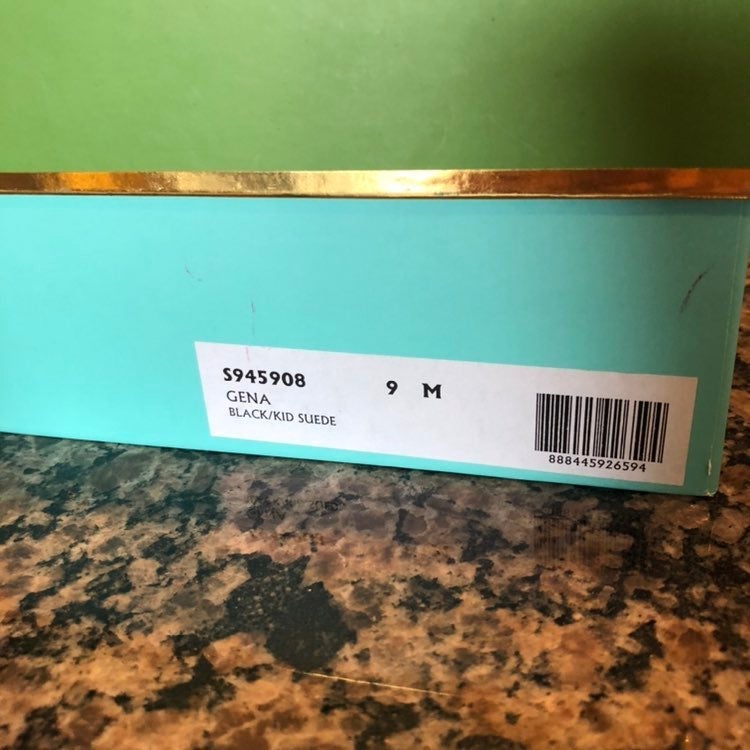 S945908 9 M
GENA
BLACK/KID SUEDE
888445926594